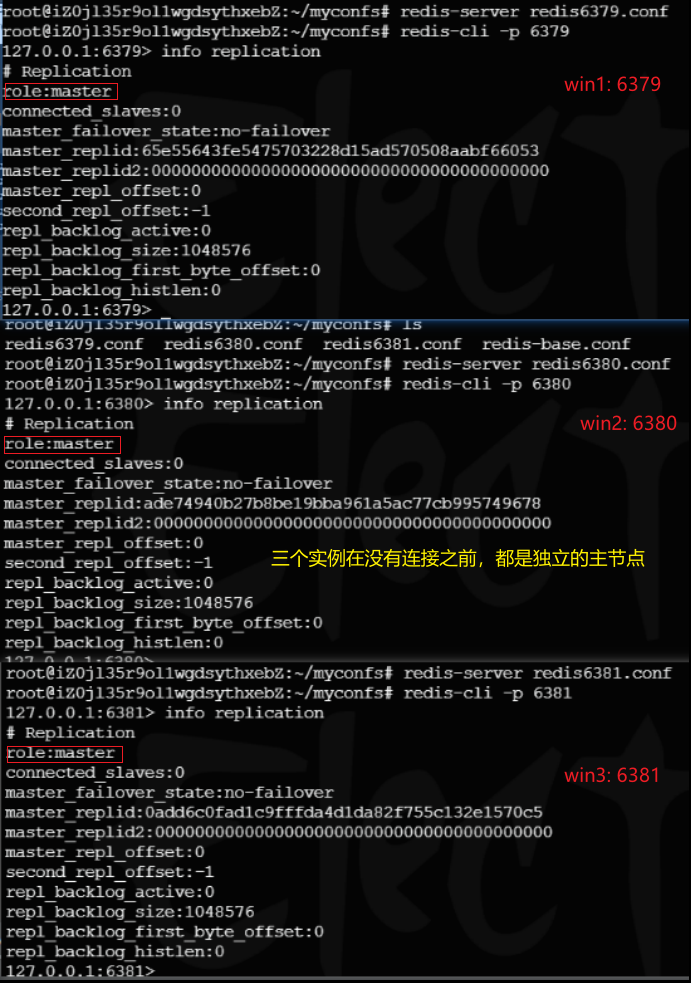 root@iZ0jl35r9ol1wgdsythxebZ:~/myconfs# redis-server redis6379.conf
root@iZ0jl35r9ol1wgdsythxebZ:~/myconfs# redis-cli -p 6379
127.0.0.1:6379> info replication
# Replication
win1: 6379
role:master
connected_slaves:0
master_failover_state:no-failover
master_replid:65e55643fe5475703228d15ad570508aabf66053
master_replid2:0000000000000000000000000000000000000000
master_repl_offset:0
second_repl_offset:-1
repl_backlog_active:0
repl_backlog_size:1048576
repl_backlog_first_byte_offset:0
repl_backlog_histlen:0
127.0.0.1:6379> _
root@iZ0jl35r9ol1wgdsythxebZ:~/myconfs# ls
redis6379.conf  redis6380.conf  redis6381.conf  redis-base.conf
root@iZ0jl35r9ol1wgdsythxebZ:~/myconfs# redis-server redis6380.conf
root@iZ0jl35r9ol1wgdsythxebZ:~/myconfs# redis-cli -p 6380
127.0.0.1:6380> info replication
# Replication
win2: 6380
role:master
connected_slaves:0
master_failover_state:no-failover
master_replid:ade74940b27b8be19bba961a5ac77cb995749678
master_replid2:0000000000000000000000000000000000000000
master_repl_offset:0
second_repl_offset:-1
三个实例在没有连接之前，都是独立的主节点
repl_backlog_active:0
repl_backlog_size:1048576
repl_backlog_first_byte_offset:0
repl_backlog_histlen:0
127.0.0.1:6380>
root@iZ0jl35r9ol1wgdsythxebZ:~/myconfs# redis-server redis6381.conf
root@iZ0jl35r9ol1wgdsythxebZ:~/myconfs# redis-cli -p 6381
127.0.0.1:6381> info replication
# Replication
role:master
connected_slaves:0
win3: 6381
master_failover_state:no-failover
master_replid:0add6c0fad1c9fffda4d1da82f755c132e1570c5
master_replid2:0000000000000000000000000000000000000000
master_repl_offset:0
second_repl_offset:-1
repl_backlog_active:0
repl_backlog_size:1048576
repl_backlog_first_byte_offset:0
repl_backlog_histlen:0
127.0.0.1:6381>